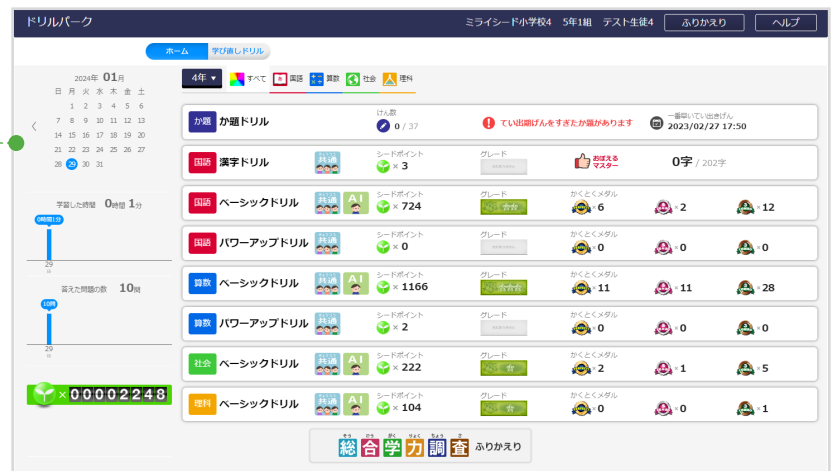 ドリルパーク ミライシード小学校4 5年1組 テスト生徒4 ふりかえり ヘルプ
ホーム 学び直しドリル
2024年 01月
日 月 火 水 木 金 土
1 2 3 4 5 6
7 8 9 10 11 12 13
14 15 16 17 18 19 20
21 22 23 24 25 26 27
28 29 30 31
学習した時間 0時間 1分
0時間1分
29
日
答えた問題の数 10問
10問
29
日
×00002248
4年 ▼ すべて 国語 算数 社会 理科
か題 か題ドリル けん数 0 / 37 てい出期げんをすぎたか題があります 一番早いてい出きげん 2023/02/27 17:50
国語 漢字ドリル 共通 シードポイント × 3 グレード おぼえるマスター 0字 / 202字
国語 ベーシックドリル 共通 AI シードポイント × 724 グレード かくとくメダル ×6 ×2 ×12
国語 パワーアップドリル 共通 シードポイント × 0 グレード かくとくメダル ×0 ×0 ×0
算数 ベーシックドリル 共通 AI シードポイント × 1166 グレード かくとくメダル ×11 ×11 ×28
算数 パワーアップドリル 共通 シードポイント × 2 グレード かくとくメダル ×0 ×0 ×0
社会 ベーシックドリル 共通 AI シードポイント × 222 グレード かくとくメダル ×2 ×1 ×5
理科 ベーシックドリル 共通 AI シードポイント × 104 グレード かくとくメダル ×0 ×0 ×1
そう ごう がく りょく ちょう さ
総合学力調査 ふりかえり